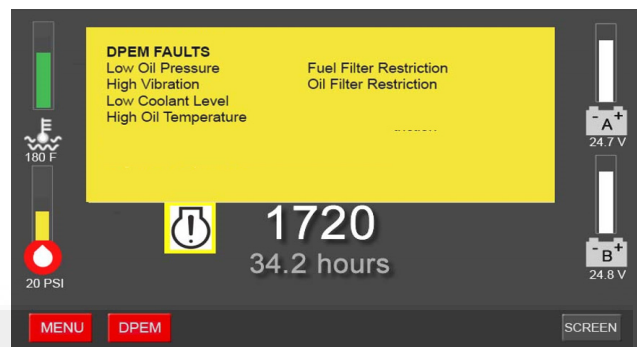 DPEM FAULTS
Low Oil Pressure
High Vibration
Low Coolant Level
High Oil Temperature
Fuel Filter Restriction
Oil Filter Restriction
180 F
20 PSI
1720
34.2 hours
- A +
24.7 V
- B +
24.8 V
MENU
DPEM
SCREEN